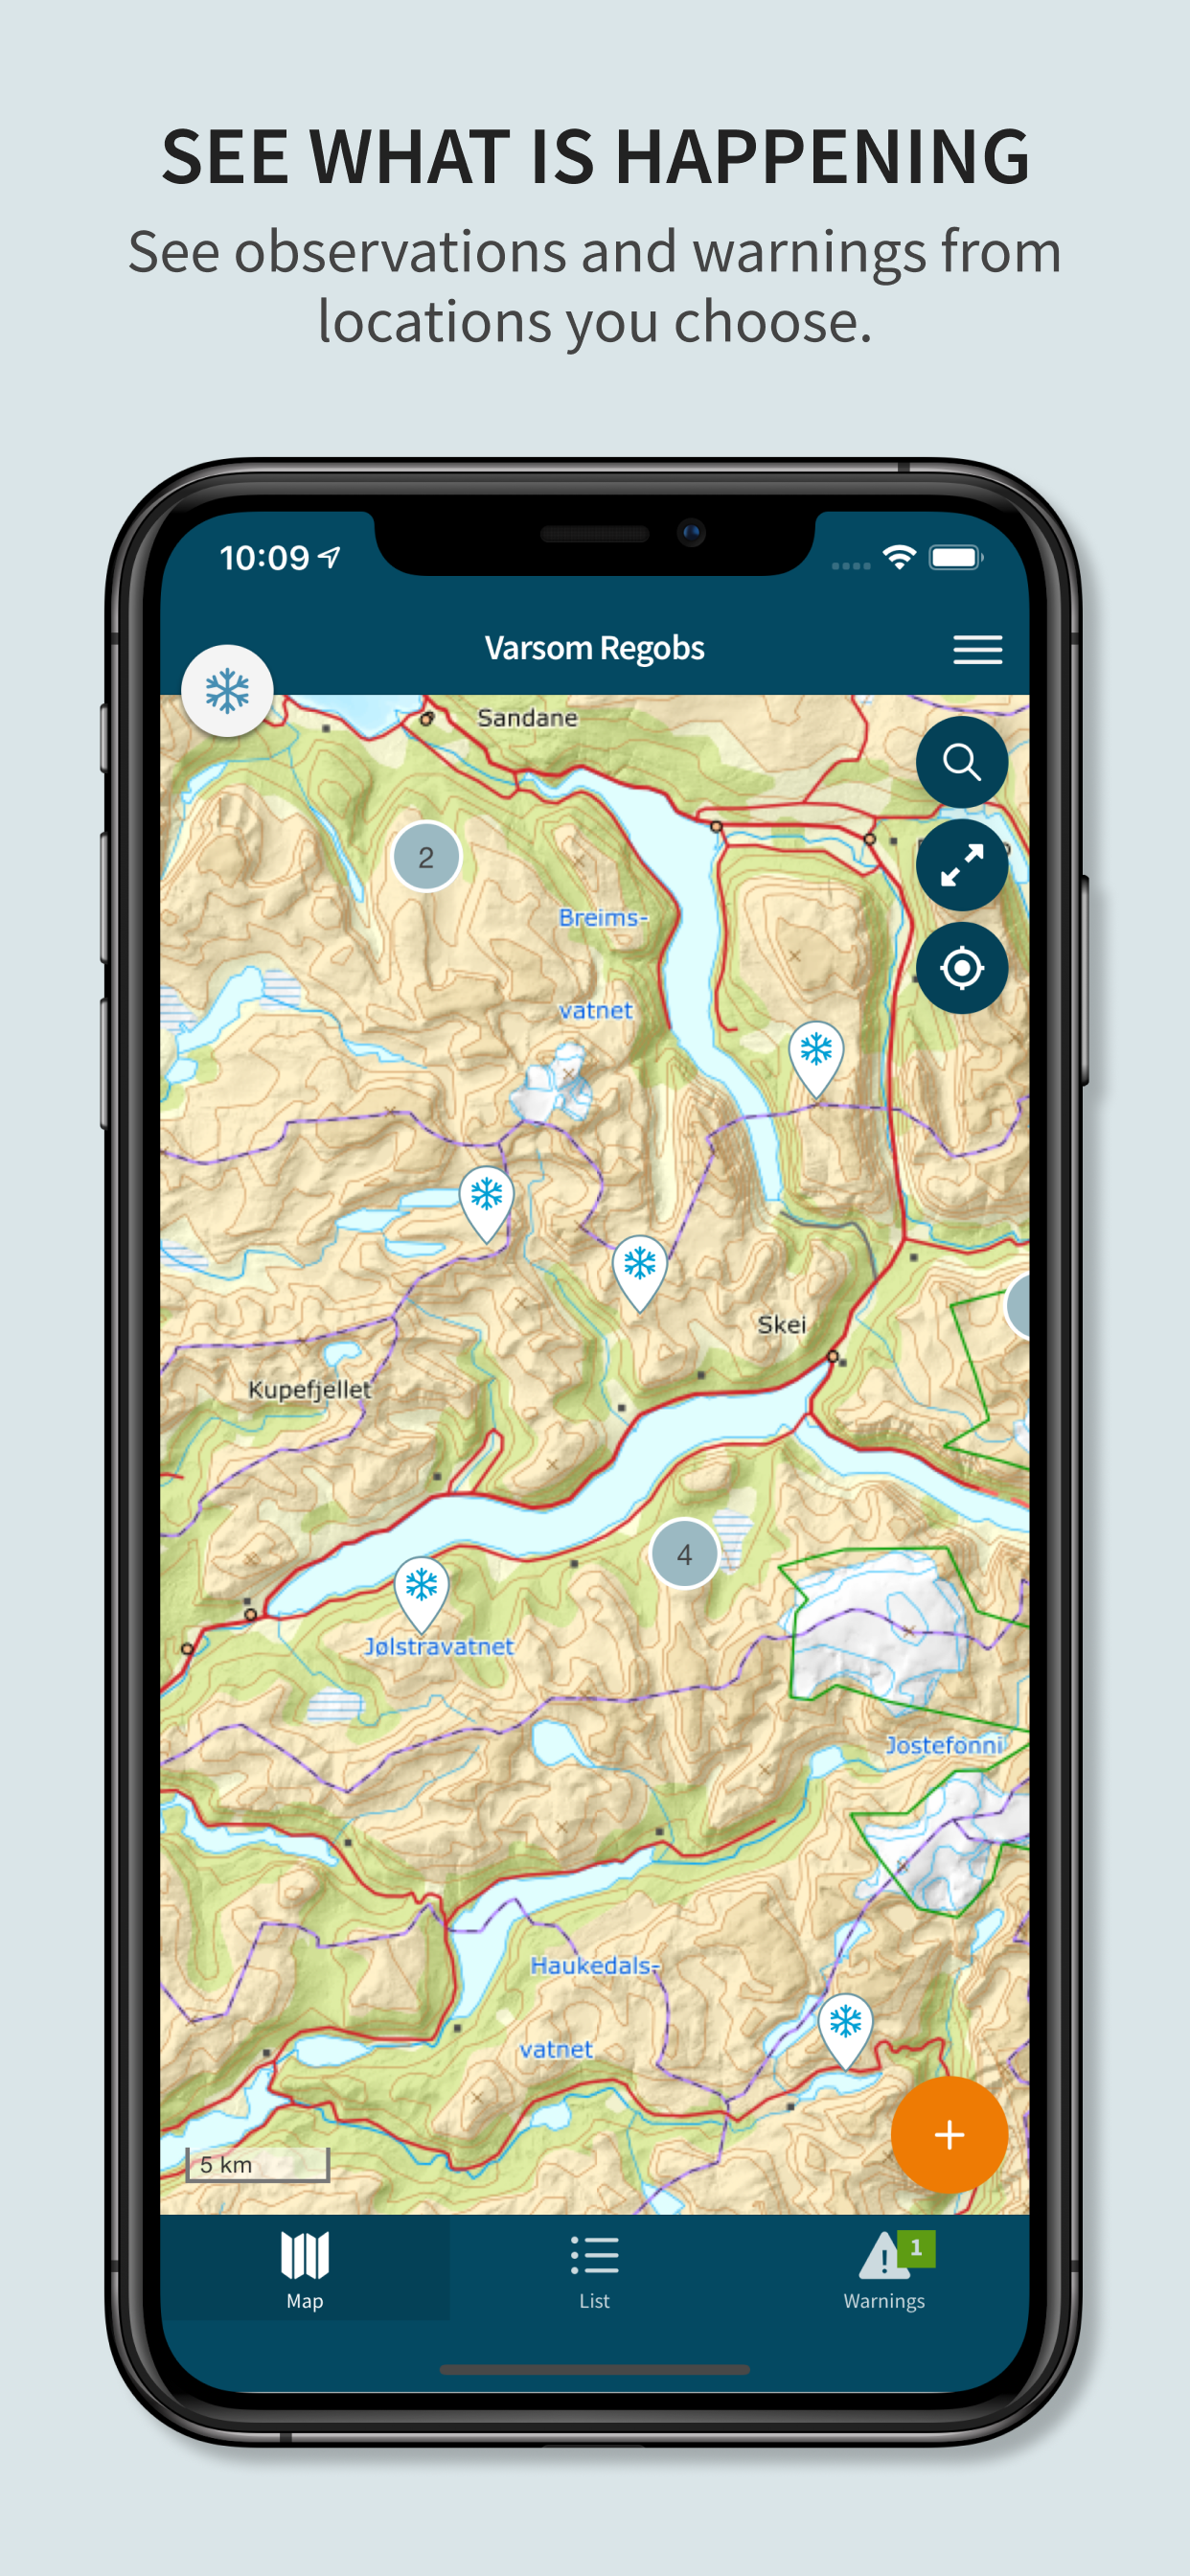 SEE WHAT IS HAPPENING
See observations and warnings from
locations you choose.
10:09
Varsom Regobs
Sandane
2
Breims-
vatnet
Skei
Kupefjellet
4
Jølstravatnet
Jostefonni
Haukedals-
vatnet
5 km
1
Map
List
Warnings